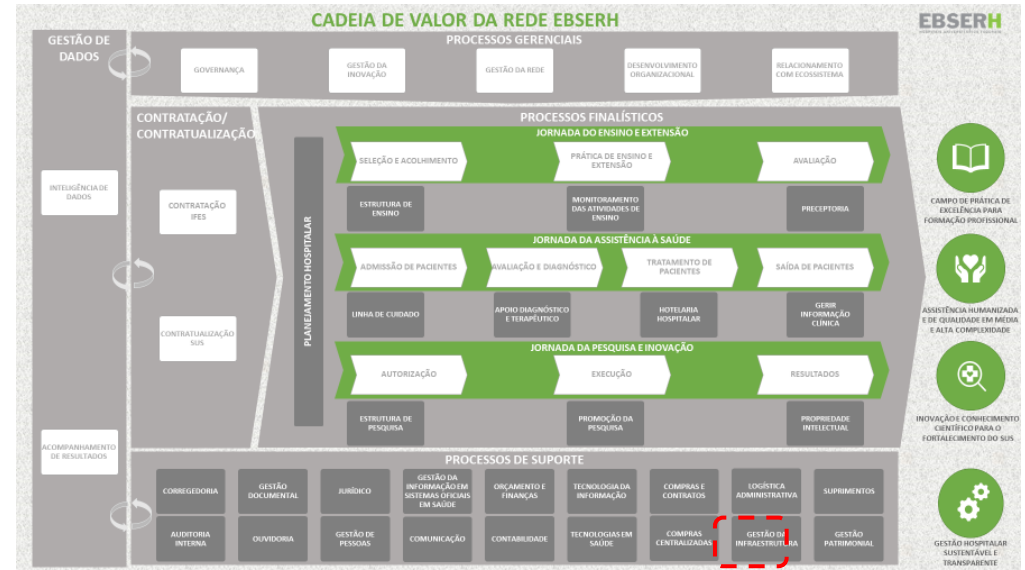 CADEIA DE VALOR DA REDE EBSERH
EBSERH
GESTÃO DE
DADOS
INTELIGÊNCIA DE
DADOS
ACOMPANHAMENTO
DE RESULTADOS
PROCESSOS GERENCIAIS
GOVERNANÇA
GESTÃO DA
INOVAÇÃO
GESTÃO DA REDE
DESENVOLVIMENTO
ORGANIZACIONAL
RELACIONAMENTO
COM ECOSSISTEMA
CONTRATAÇÃO/
CONTRATUALIZAÇÃO
CONTRATAÇÃO
IFES
CONTRATUALIZAÇÃO
SUS
PROCESSOS FINALÍSTICOS
PLANEJAMENTO HOSPITALAR
JORNADA DO ENSINO E EXTENSÃO
SELEÇÃO E ACOLHIMENTO
PRÁTICA DE ENSINO E
EXTENSÃO
AVALIAÇÃO
ESTRUTURA DE
ENSINO
MONITORAMENTO
DAS ATIVIDADES DE
ENSINO
PRECEPTORIA
JORNADA DA ASSISTÊNCIA À SAÚDE
ADMISSÃO DE PACIENTES
AVALIAÇÃO E DIAGNÓSTICO
TRATAMENTO DE
PACIENTES
SAÍDA DE PACIENTES
LINHA DE CUIDADO
APOIO DIAGNÓSTICO
E TERAPÊUTICO
HOTELARIA
HOSPITALAR
GERIR
INFORMAÇÃO
CLÍNICA
JORNADA DA PESQUISA E INOVAÇÃO
AUTORIZAÇÃO
EXECUÇÃO
RESULTADOS
ESTRUTURA DE
PESQUISA
PROMOÇÃO DA
PESQUISA
PROPRIEDADE
INTELECTUAL
PROCESSOS DE SUPORTE
CORREGEDORIA
GESTÃO
DOCUMENTAL
JURÍDICO
GESTÃO DA
INFORMAÇÃO EM
SISTEMAS OFICIAIS
EM SAÚDE
ORÇAMENTO E
FINANÇAS
TECNOLOGIA DA
INFORMAÇÃO
COMPRAS E
CONTRATOS
LOGÍSTICA
ADMINISTRATIVA
SUPRIMENTOS
AUDITORIA
INTERNA
OUVIDORIA
GESTÃO DE
PESSOAS
COMUNICAÇÃO
CONTABILIDADE
TECNOLOGIAS EM
SAÚDE
COMPRAS
CENTRALIZADAS
GESTÃO DA
INFRAESTRUTURA
GESTÃO
PATRIMONIAL
CAMPO DE PRÁTICA DE
EXCELÊNCIA PARA
FORMAÇÃO PROFISSIONAL
ASSISTÊNCIA HUMANIZADA
E DE QUALIDADE EM MÉDIA
E ALTA COMPLEXIDADE
INOVAÇÃO E CONHECIMENTO
CIENTÍFICO PARA O
FORTALECIMENTO DO SUS
GESTÃO HOSPITALAR
SUSTENTÁVEL E
TRANSPARENTE